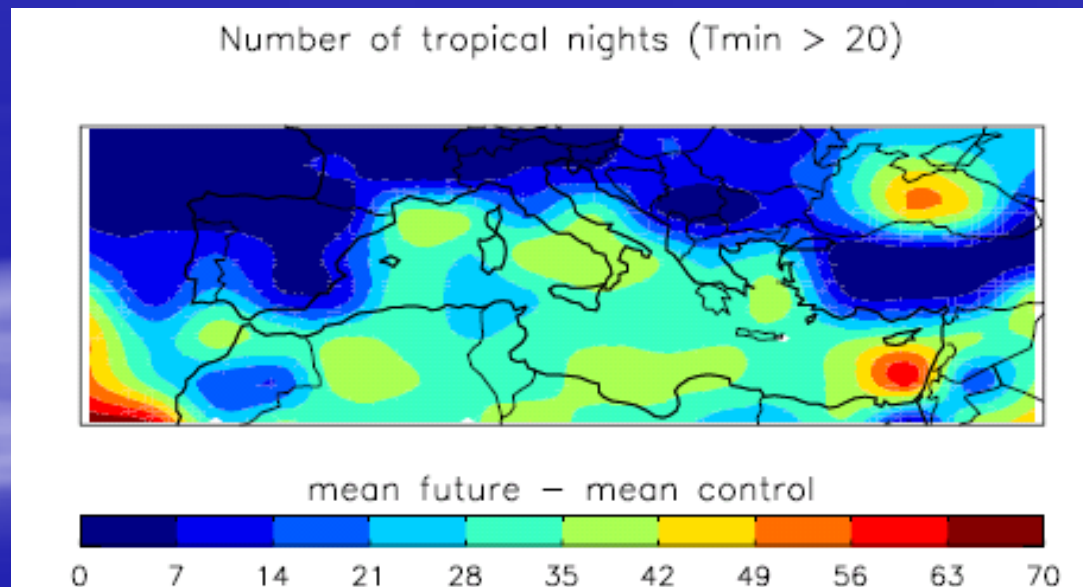 Number of tropical nights (Tmin > 20)
mean future − mean control
0 7 14 21 28 35 42 49 56 63 70